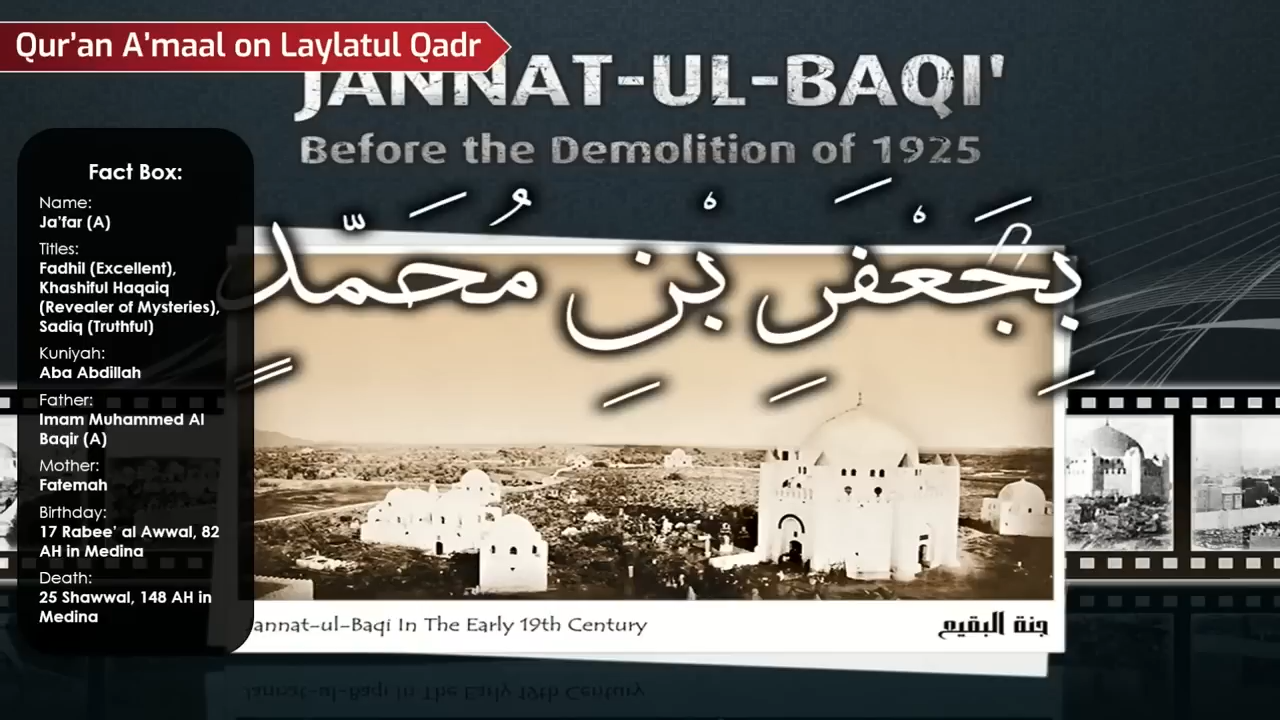 Qur'an A'maal on Laylatul Qadr
JANNAT-UL-BAQI'
Before the Demolition of 1925
بِجَعْفَرِ بْنِ مُحَمَّدٍ
Fact Box:
Name:
Ja'far (A)
Titles:
Fadhil (Excellent),
Khashiful Haqaiq
(Revealer of Mysteries),
Sadiq (Truthful)
Kuniyah:
Aba Abdillah
Father:
Imam Muhammed Al
Baqir (A)
Mother:
Fatemah
Birthday:
17 Rabee' al Awwal, 82
AH in Medina
Death:
25 Shawwal, 148 AH in
Medina
Jannat-ul-Baqi In The Early 19th Century
جنة البقيع